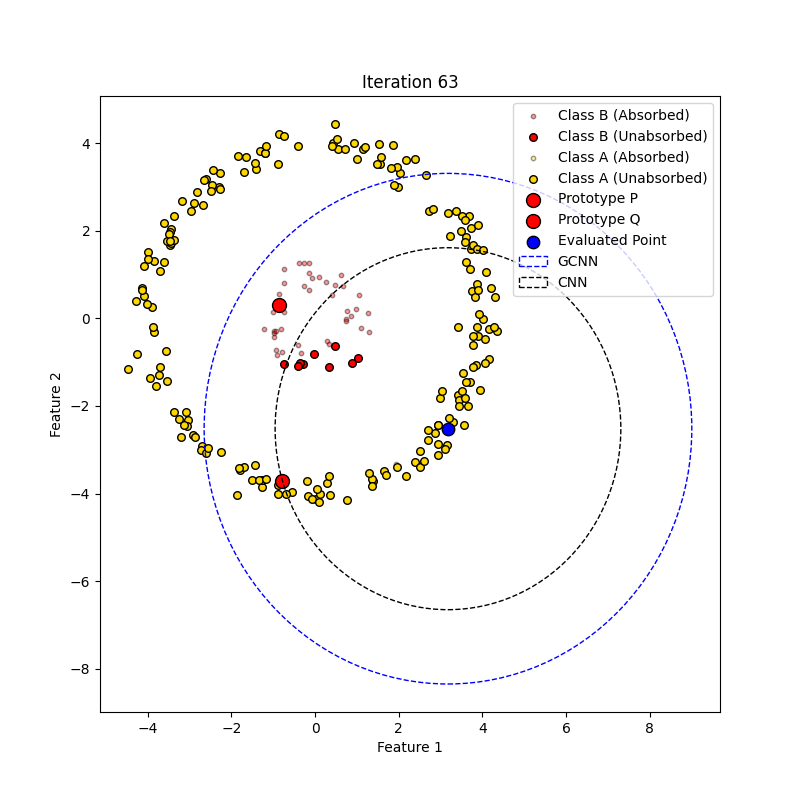 Iteration 63
Class B (Absorbed)
Class B (Unabsorbed)
Class A (Absorbed)
Class A (Unabsorbed)
Prototype P
Prototype Q
Evaluated Point
GCNN
CNN
4
2
0
−2
−4
−6
−8
Feature 2
−4 −2 0 2 4 6 8
Feature 1